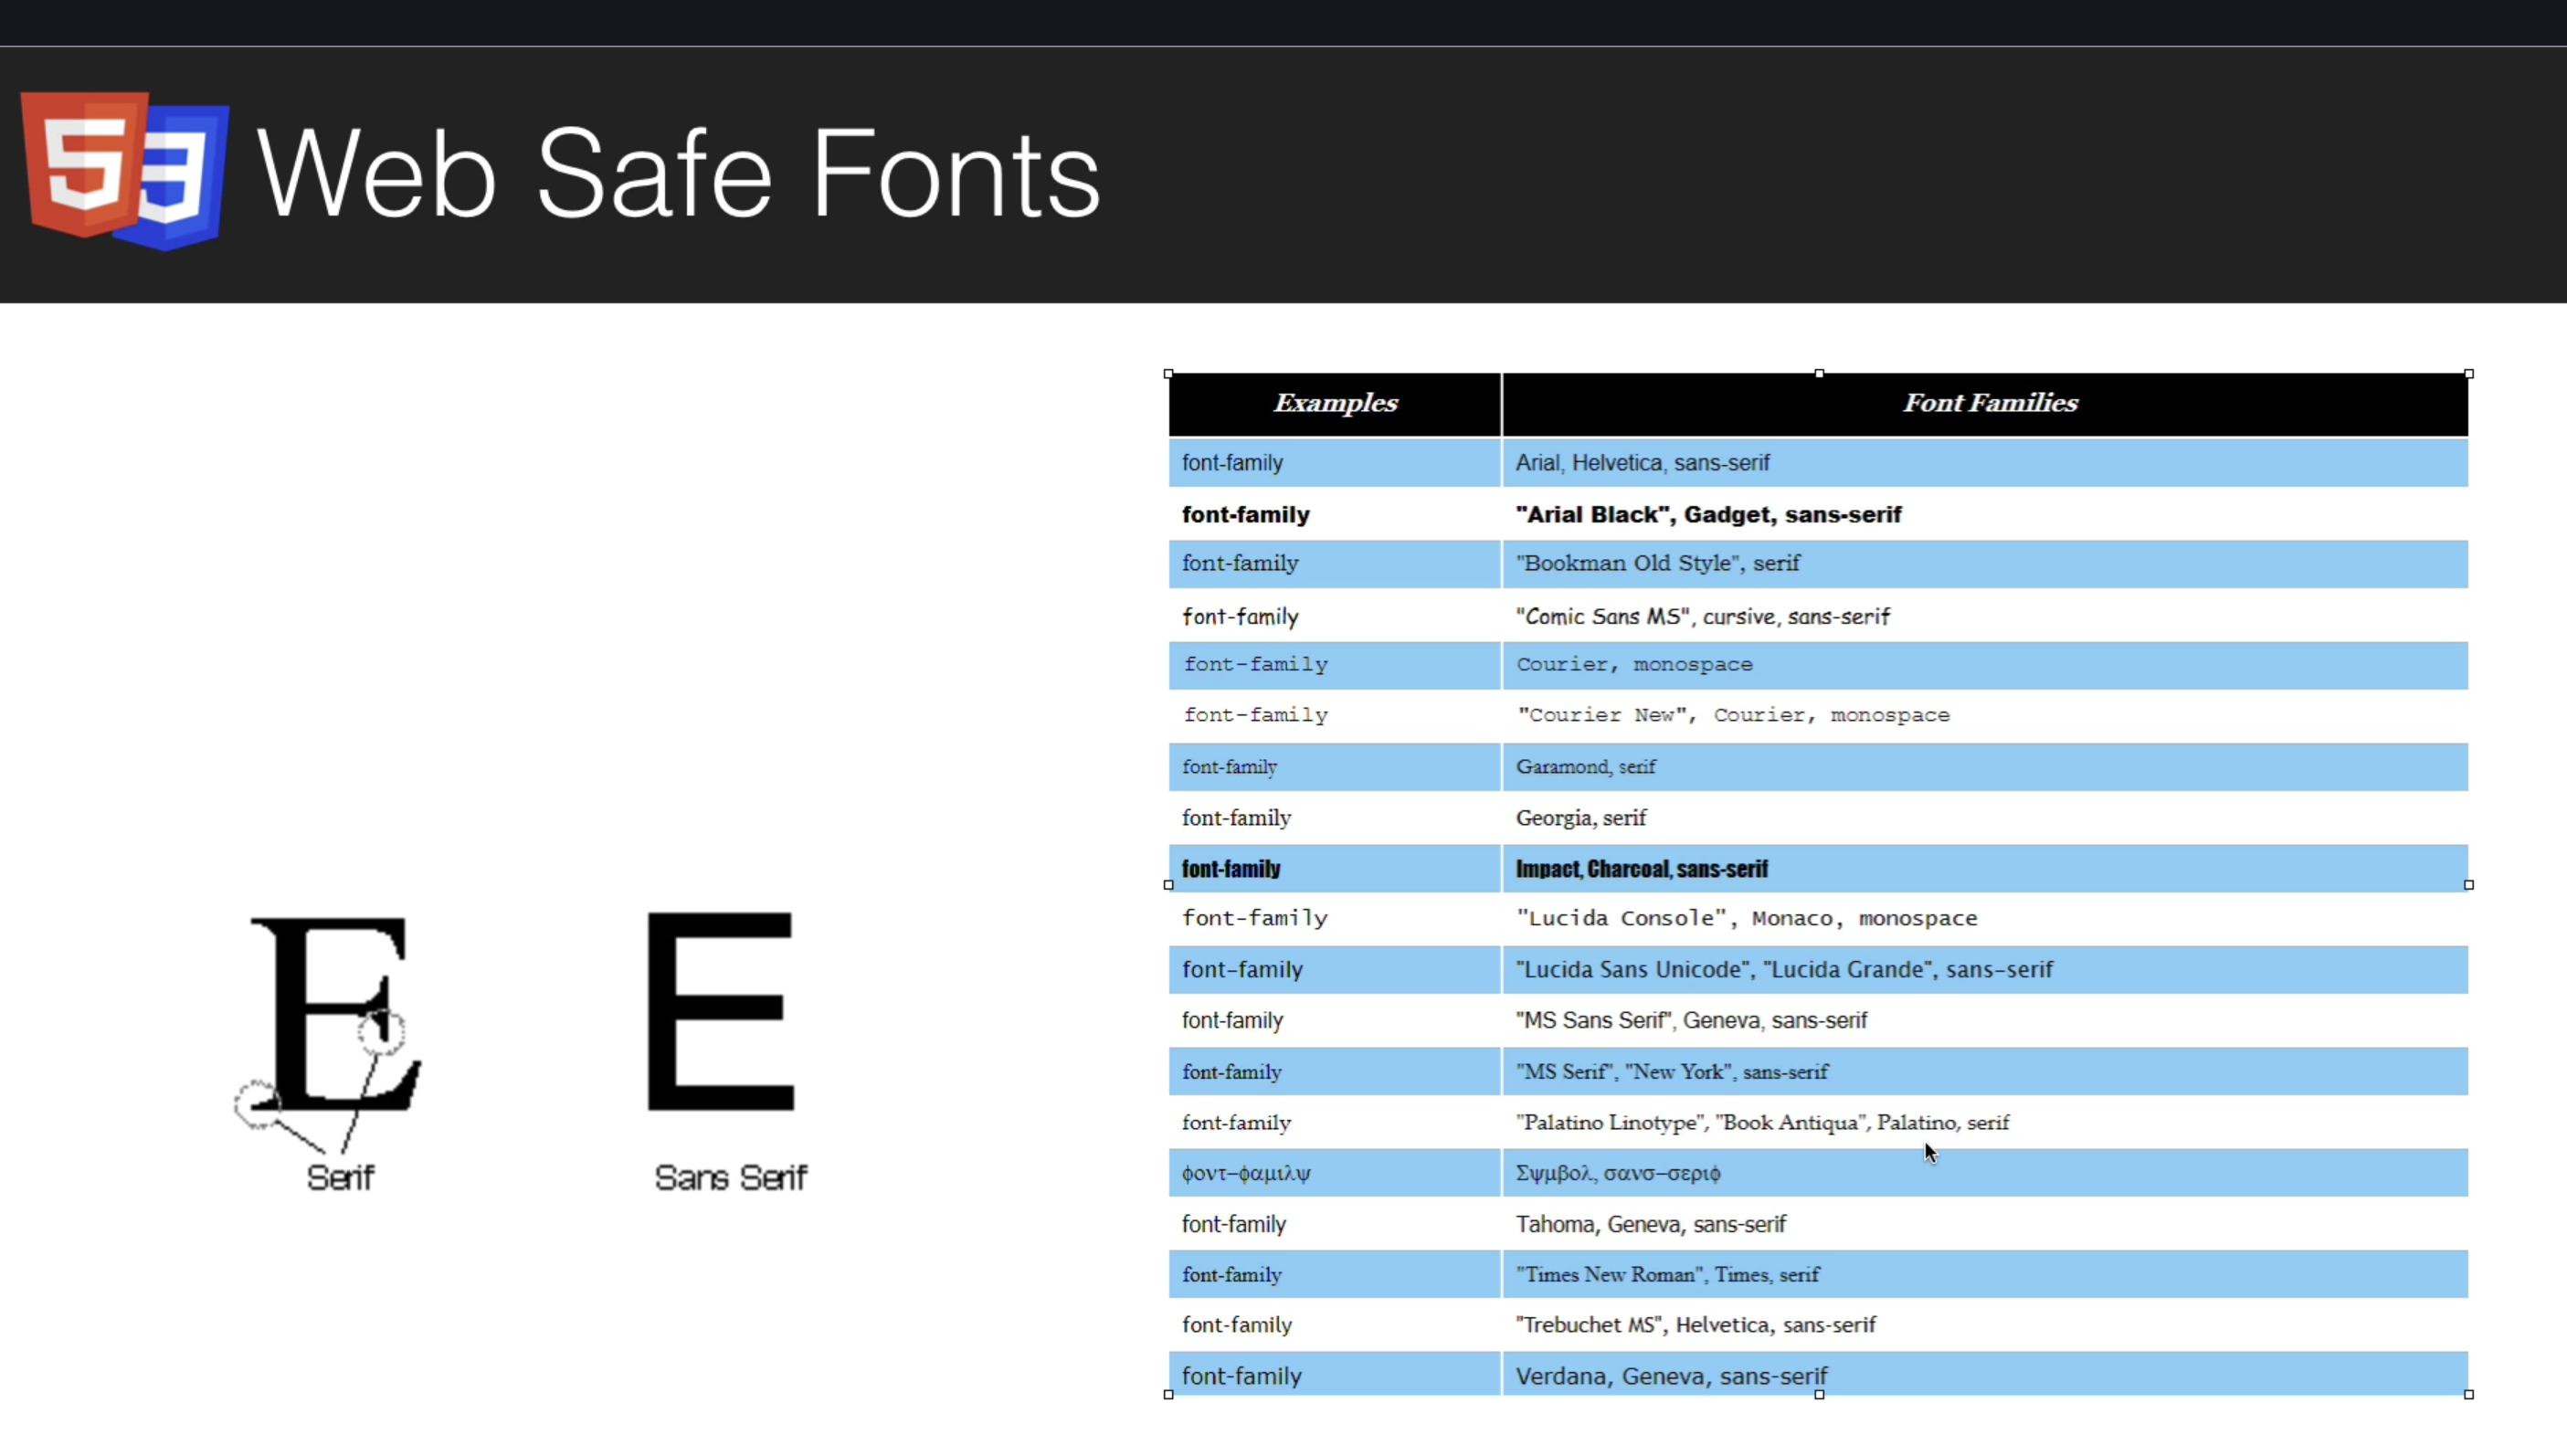 Web Safe Fonts
Examples Font Families
font-family Arial, Helvetica, sans-serif
font-family "Arial Black", Gadget, sans-serif
font-family "Bookman Old Style", serif
font-family "Comic Sans MS", cursive, sans-serif
font-family Courier, monospace
font-family "Courier New", Courier, monospace
font-family Garamond, serif
font-family Georgia, serif
font-family Impact, Charcoal, sans-serif
font-family "Lucida Console", Monaco, monospace
font-family "Lucida Sans Unicode", "Lucida Grande", sans-serif
font-family "MS Sans Serif", Geneva, sans-serif
font-family "MS Serif", "New York", sans-serif
font-family "Palatino Linotype", "Book Antiqua", Palatino, serif
φοντ–φαμιλψ Σψμβολ, σανσ–σεριφ
font-family Tahoma, Geneva, sans-serif
font-family "Times New Roman", Times, serif
font-family "Trebuchet MS", Helvetica, sans-serif
font-family Verdana, Geneva, sans-serif
E E
Serif Sans Serif